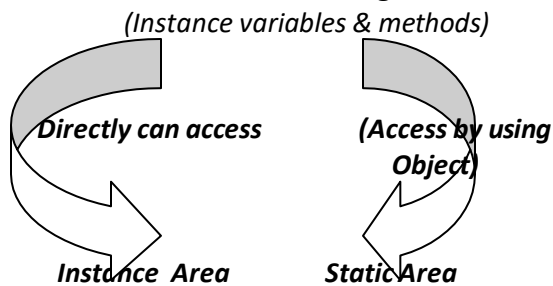 (Instance variables & methods)
Directly can access (Access by using
Object)
Instance Area Static Area